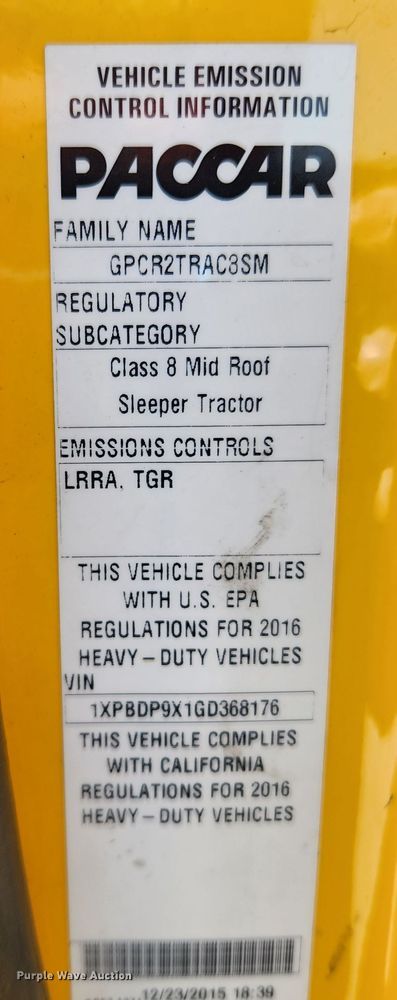 VEHICLE EMISSION
CONTROL INFORMATION
PACCAR
FAMILY NAME
GPCR2TRAC8SM
REGULATORY
SUBCATEGORY
Class 8 Mid Roof
Sleeper Tractor
EMISSIONS CONTROLS
LRRA, TGR
THIS VEHICLE COMPLIES
WITH U.S. EPA
REGULATIONS FOR 2016
HEAVY-DUTY VEHICLES
VIN
1XPBDP9X1GD368176
THIS VEHICLE COMPLIES
WITH CALIFORNIA
REGULATIONS FOR 2016
HEAVY-DUTY VEHICLES
Purple Wave Auction
12/23/2015 18:39